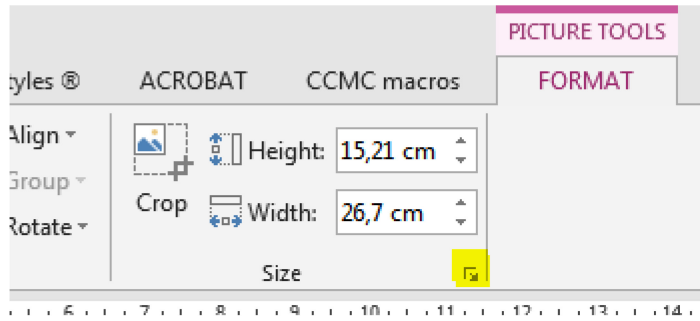 PICTURE TOOLS
tyles ® ACROBAT CCMC macros FORMAT
Align
Group
Rotate
Crop
Height: 15,21 cm
Width: 26,7 cm
Size
6 7 8 9 10 11 12 13 14